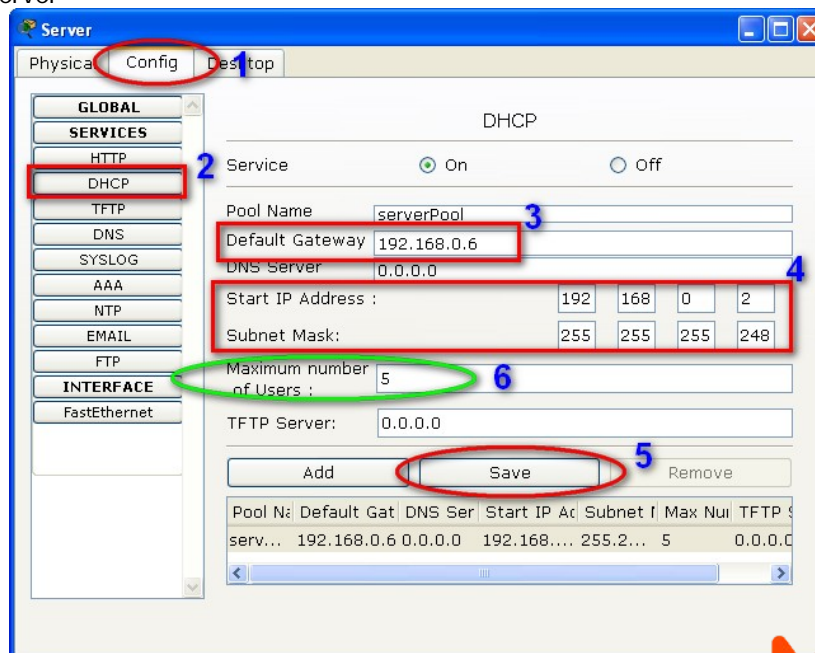 erver
Server
Physica Config Desktop
1
GLOBAL
SERVICES
HTTP
DHCP
TFTP
DNS
SYSLOG
AAA
NTP
EMAIL
FTP
INTERFACE
FastEthernet
2
DHCP
Service On Off
Pool Name serverPool
3
Default Gateway 192.168.0.6
DNS Server 0.0.0.0
4
Start IP Address : 192 168 0 2
Subnet Mask: 255 255 255 248
Maximum number
of Users : 5
6
TFTP Server: 0.0.0.0
Add Save Remove
5
Pool Na Default Gat DNS Ser Start IP Ad Subnet M Max Nui TFTP S
serv... 192.168.0.6 0.0.0.0 192.168.... 255.2... 5 0.0.0.0